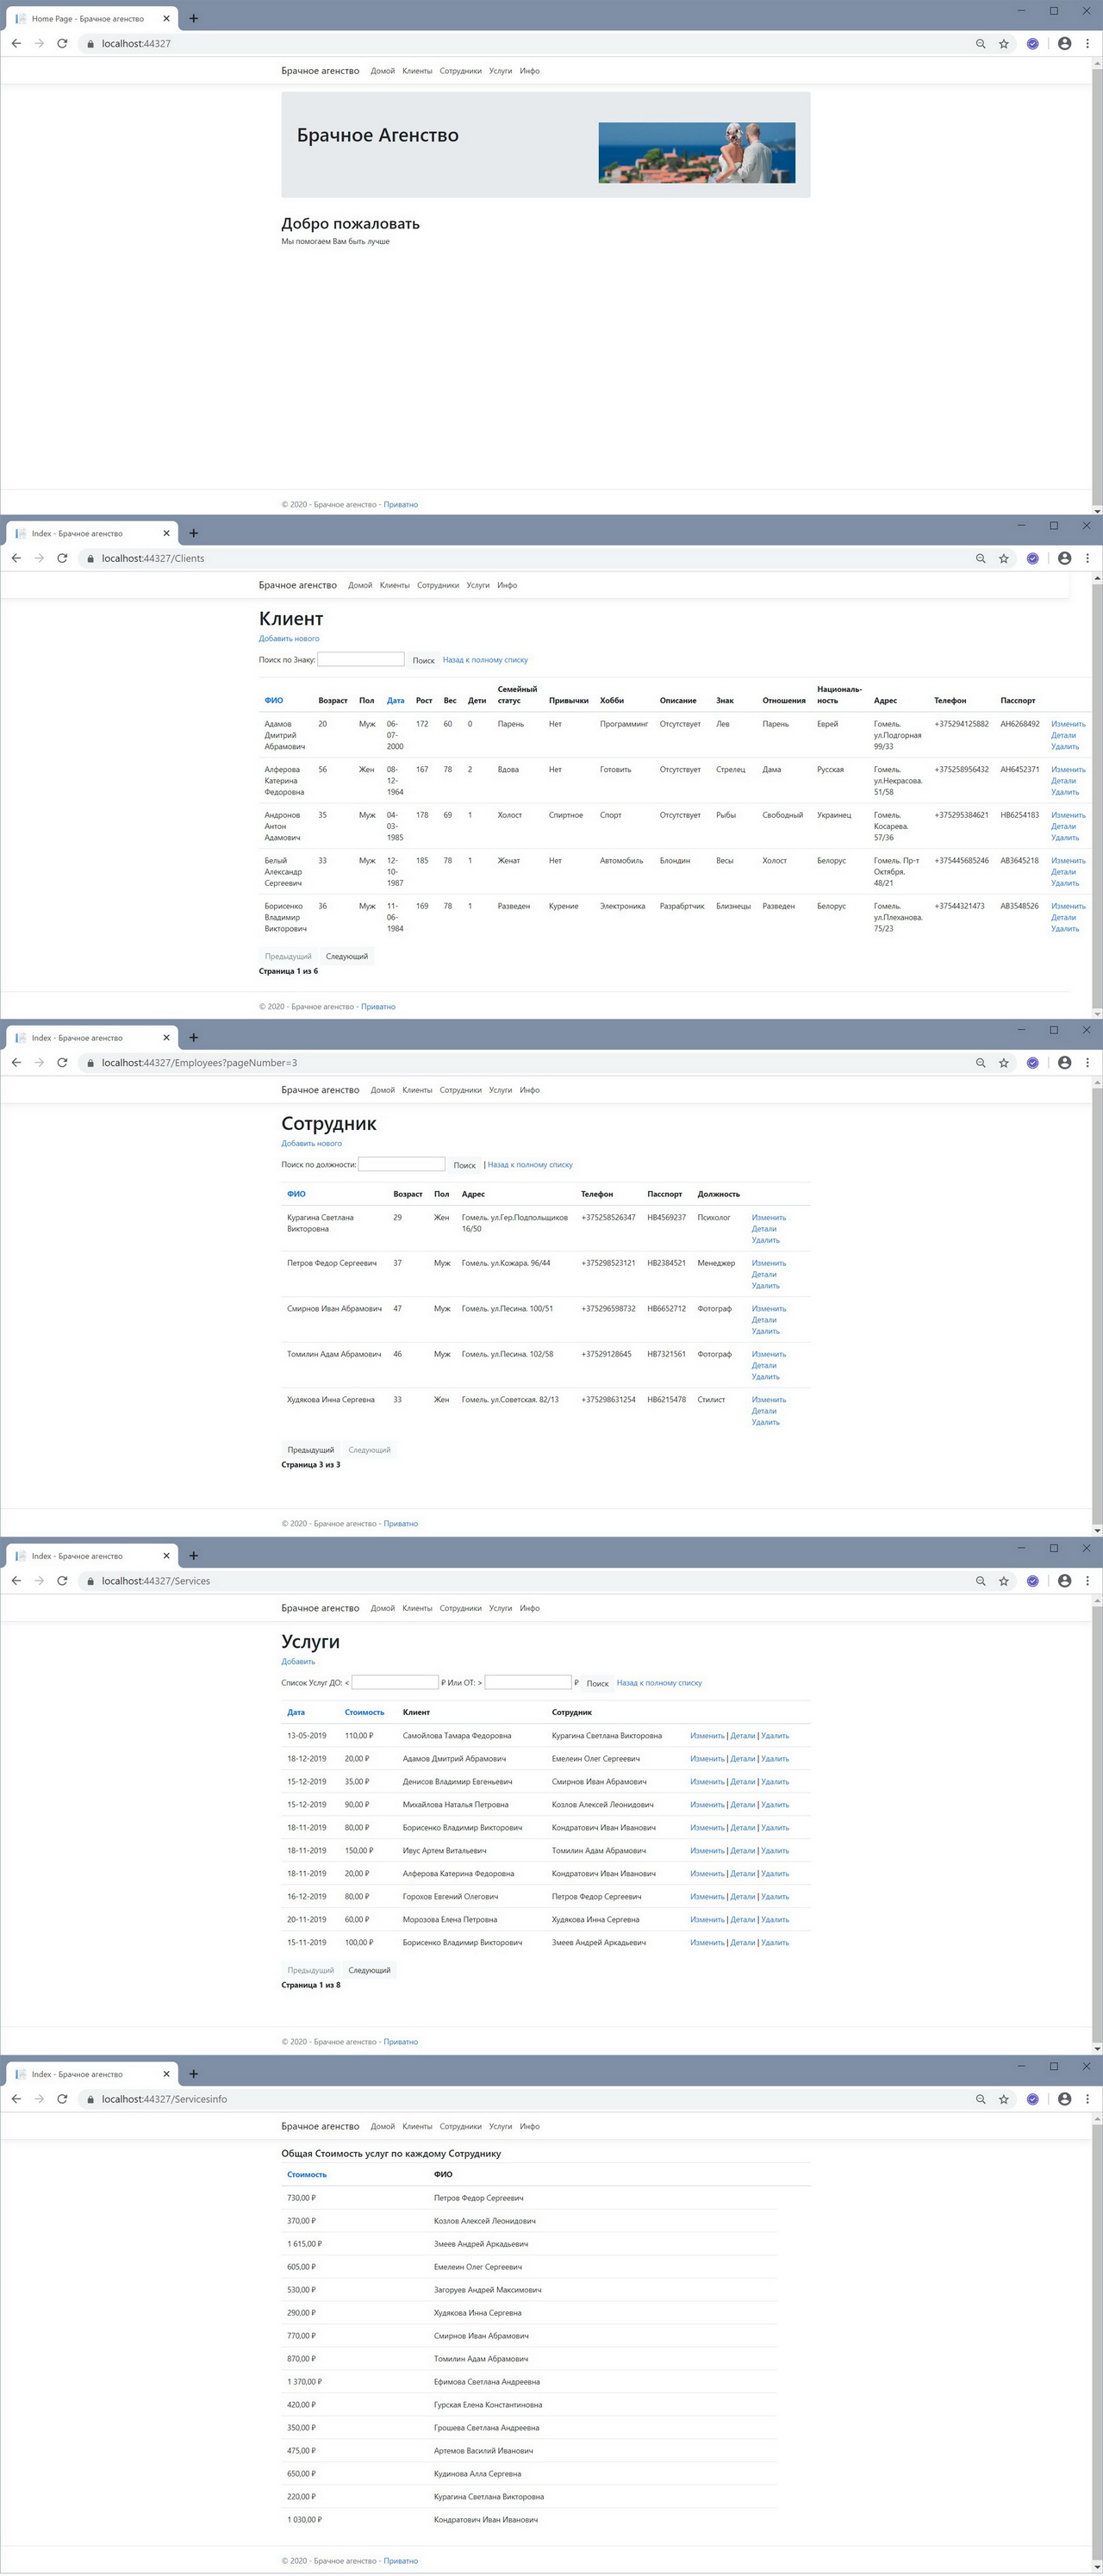 Home Page - Брачное агенство
localhost:44327
Брачное агенство Домой Клиенты Сотрудники Услуги Инфо
Брачное Агенство
Добро пожаловать
Мы помогаем Вам быть лучше
© 2020 - Брачное агенство - Приватно
Index - Брачное агенство
localhost:44327/Clients
Брачное агенство Домой Клиенты Сотрудники Услуги Инфо
Клиент
Добавить нового
Поиск по Знаку: Поиск Назад к полному списку
ФИО Возраст Пол Дата Рост Вес Дети Семейный статус Привычки Хобби Описание Знак Отношения Националь-ность Адрес Телефон Пасспорт
Адамов Дмитрий Абрамович 20 Муж 06-07-2000 172 60 0 Парень Нет Программинг Отсутствует Лев Парень Еврей Гомель. ул.Подгорная 99/33 +375294125882 АН6268492 Изменить Детали Удалить
Алферова Катерина Федоровна 56 Жен 08-12-1964 167 78 2 Вдова Нет Готовить Отсутствует Стрелец Дама Русская Гомель. ул.Некрасова. 51/58 +375258956432 АН6452371 Изменить Детали Удалить
Андронов Антон Адамович 35 Муж 04-03-1985 178 69 1 Холост Спиртное Спорт Отсутствует Рыбы Свободный Украинец Гомель. Косарева. 57/36 +375295384621 НВ6254183 Изменить Детали Удалить
Белый Александр Сергеевич 33 Муж 12-10-1987 185 78 1 Женат Нет Автомобиль Блондин Весы Холост Белорус Гомель. Пр-т Октября. 48/21 +375445685246 АВ3645218 Изменить Детали Удалить
Борисенко Владимир Викторович 36 Муж 11-06-1984 169 78 1 Разведен Курение Электроника Разрабртчик Близнецы Разведен Белорус Гомель. ул.Плеханова. 75/23 +37544321473 АВ3548526 Изменить Детали Удалить
Предыдущий Следующий
Страница 1 из 6
© 2020 - Брачное агенство - Приватно
Index - Брачное агенство
localhost:44327/Employees?pageNumber=3
Брачное агенство Домой Клиенты Сотрудники Услуги Инфо
Сотрудник
Добавить нового
Поиск по должности: Поиск | Назад к полному списку
ФИО Возраст Пол Адрес Телефон Пасспорт Должность
Курагина Светлана Викторовна 29 Жен Гомель. ул.Гер.Подпольщиков 16/50 +375258526347 НВ4569237 Психолог Изменить Детали Удалить
Петров Федор Сергеевич 37 Муж Гомель. ул.Кожара. 96/44 +375298523121 НВ2384521 Менеджер Изменить Детали Удалить
Смирнов Иван Абрамович 47 Муж Гомель. ул.Песина. 100/51 +375296598732 НВ6652712 Фотограф Изменить Детали Удалить
Томилин Адам Абрамович 46 Муж Гомель. ул.Песина. 102/58 +37529128645 НВ7321561 Фотограф Изменить Детали Удалить
Худякова Инна Сергевна 33 Жен Гомель. ул.Советская. 82/13 +375298631254 НВ6215478 Стилист Изменить Детали Удалить
Предыдущий Следующий
Страница 3 из 3
© 2020 - Брачное агенство - Приватно
Index - Брачное агенство
localhost:44327/Services
Брачное агенство Домой Клиенты Сотрудники Услуги Инфо
Услуги
Добавить
Список Услуг ДО: < ₽ Или ОТ: > ₽ Поиск Назад к полному списку
Дата Стоимость Клиент Сотрудник
13-05-2019 110,00 ₽ Самойлова Тамара Федоровна Курагина Светлана Викторовна Изменить | Детали | Удалить
18-12-2019 20,00 ₽ Адамов Дмитрий Абрамович Емелеин Олег Сергеевич Изменить | Детали | Удалить
15-12-2019 35,00 ₽ Денисов Владимир Евгеньевич Смирнов Иван Абрамович Изменить | Детали | Удалить
15-12-2019 90,00 ₽ Михайлова Наталья Петровна Козлов Алексей Леонидович Изменить | Детали | Удалить
18-11-2019 80,00 ₽ Борисенко Владимир Викторович Кондратович Иван Иванович Изменить | Детали | Удалить
18-11-2019 150,00 ₽ Ивус Артем Витальевич Томилин Адам Абрамович Изменить | Детали | Удалить
18-11-2019 20,00 ₽ Алферова Катерина Федоровна Кондратович Иван Иванович Изменить | Детали | Удалить
16-12-2019 80,00 ₽ Горохов Евгений Олегович Петров Федор Сергеевич Изменить | Детали | Удалить
20-11-2019 60,00 ₽ Морозова Елена Петровна Худякова Инна Сергевна Изменить | Детали | Удалить
15-11-2019 100,00 ₽ Борисенко Владимир Викторович Змеев Андрей Аркадьевич Изменить | Детали | Удалить
Предыдущий Следующий
Страница 1 из 8
© 2020 - Брачное агенство - Приватно
Index - Брачное агенство
localhost:44327/Servicesinfo
Брачное агенство Домой Клиенты Сотрудники Услуги Инфо
Общая Стоимость услуг по каждому Сотруднику
Стоимость ФИО
730,00 ₽ Петров Федор Сергеевич
370,00 ₽ Козлов Алексей Леонидович
1 615,00 ₽ Змеев Андрей Аркадьевич
605,00 ₽ Емелеин Олег Сергеевич
530,00 ₽ Загоруев Андрей Максимович
290,00 ₽ Худякова Инна Сергевна
770,00 ₽ Смирнов Иван Абрамович
870,00 ₽ Томилин Адам Абрамович
1 370,00 ₽ Ефимова Светлана Андреевна
420,00 ₽ Гурская Елена Константиновна
350,00 ₽ Грошева Светлана Андреевна
475,00 ₽ Артемов Василий Иванович
650,00 ₽ Кудинова Алла Сергевна
220,00 ₽ Курагина Светлана Викторовна
1 030,00 ₽ Кондратович Иван Иванович
© 2020 - Брачное агенство - Приватно